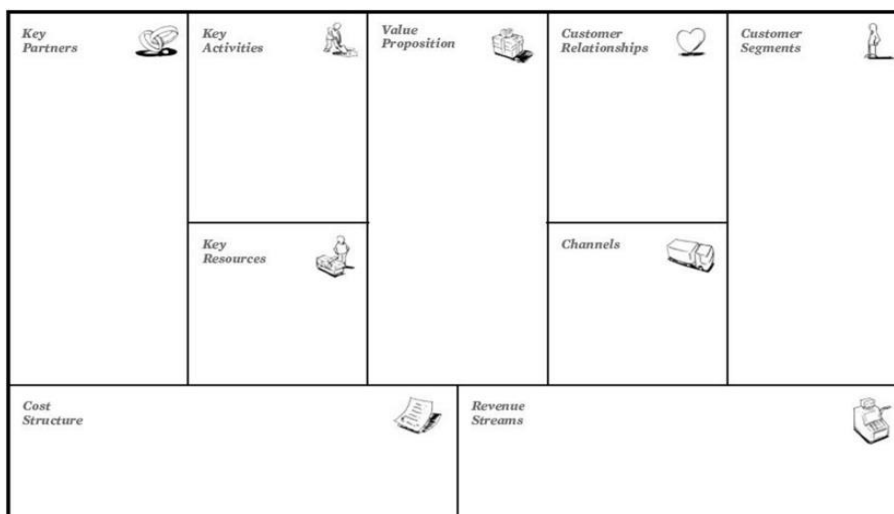 Key
Partners
Key
Activities
Value
Proposition
Customer
Relationships
Customer
Segments
Key
Resources
Channels
Cost
Structure
Revenue
Streams